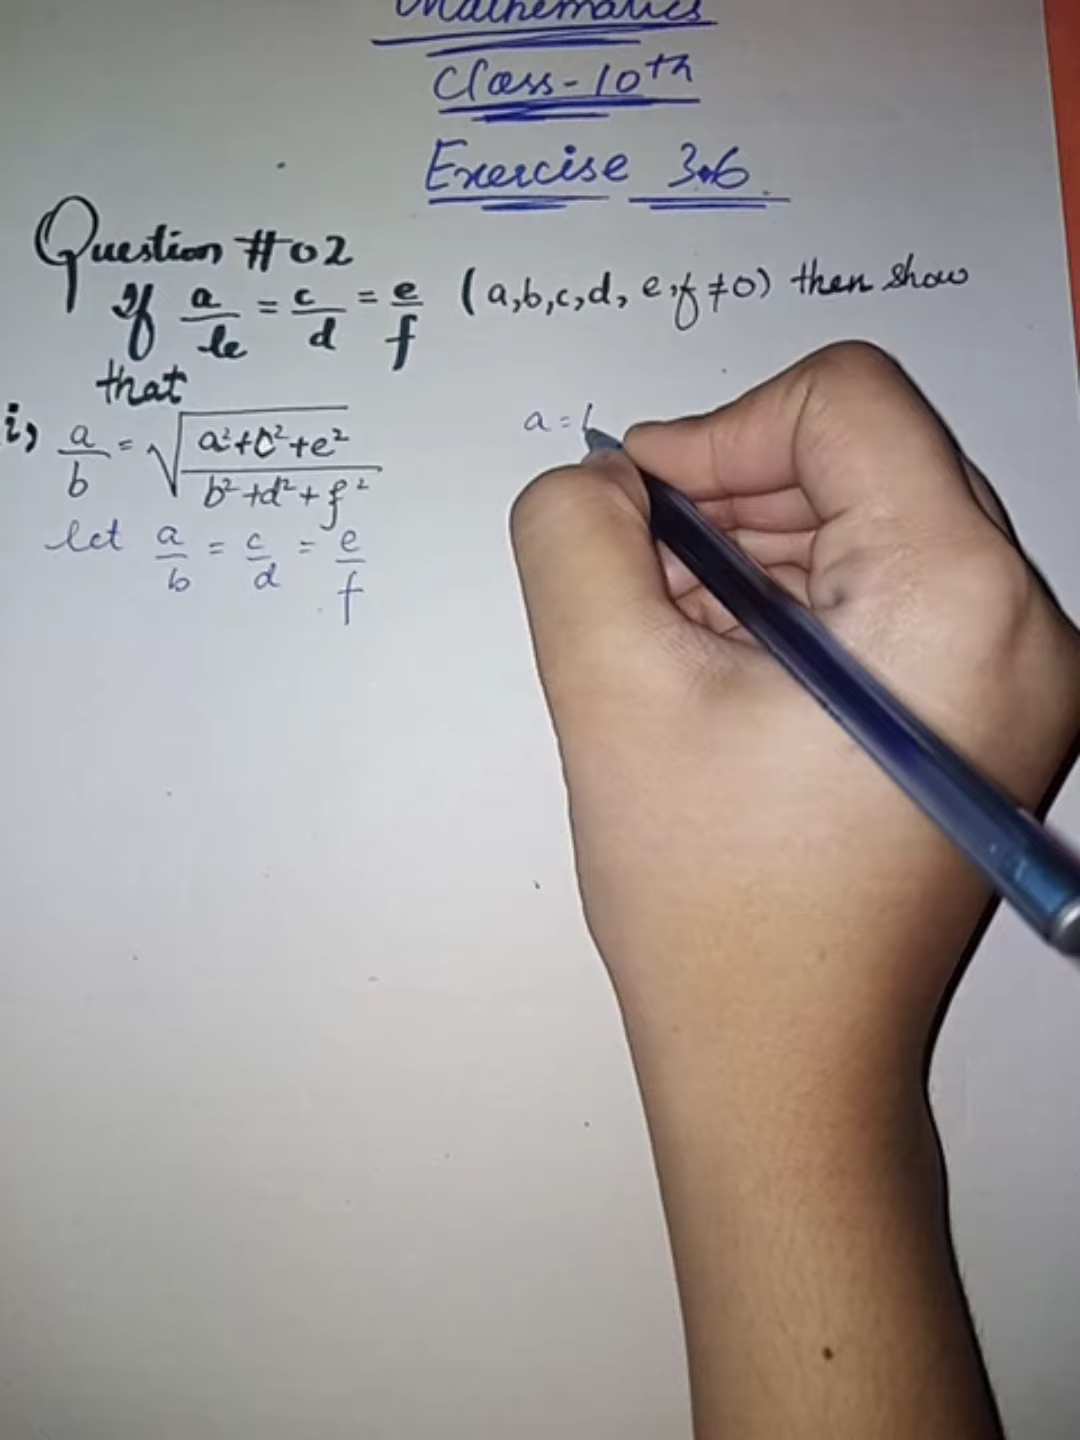 Mathematics
Class-10th
Exercise 3.6
Question #02
If a/b = c/d = e/f (a,b,c,d, e,f ≠0) then show
that
i, a/b = √((a²+c²+e²)/(b²+d²+f²))
let a/b = c/d = e/f
a =